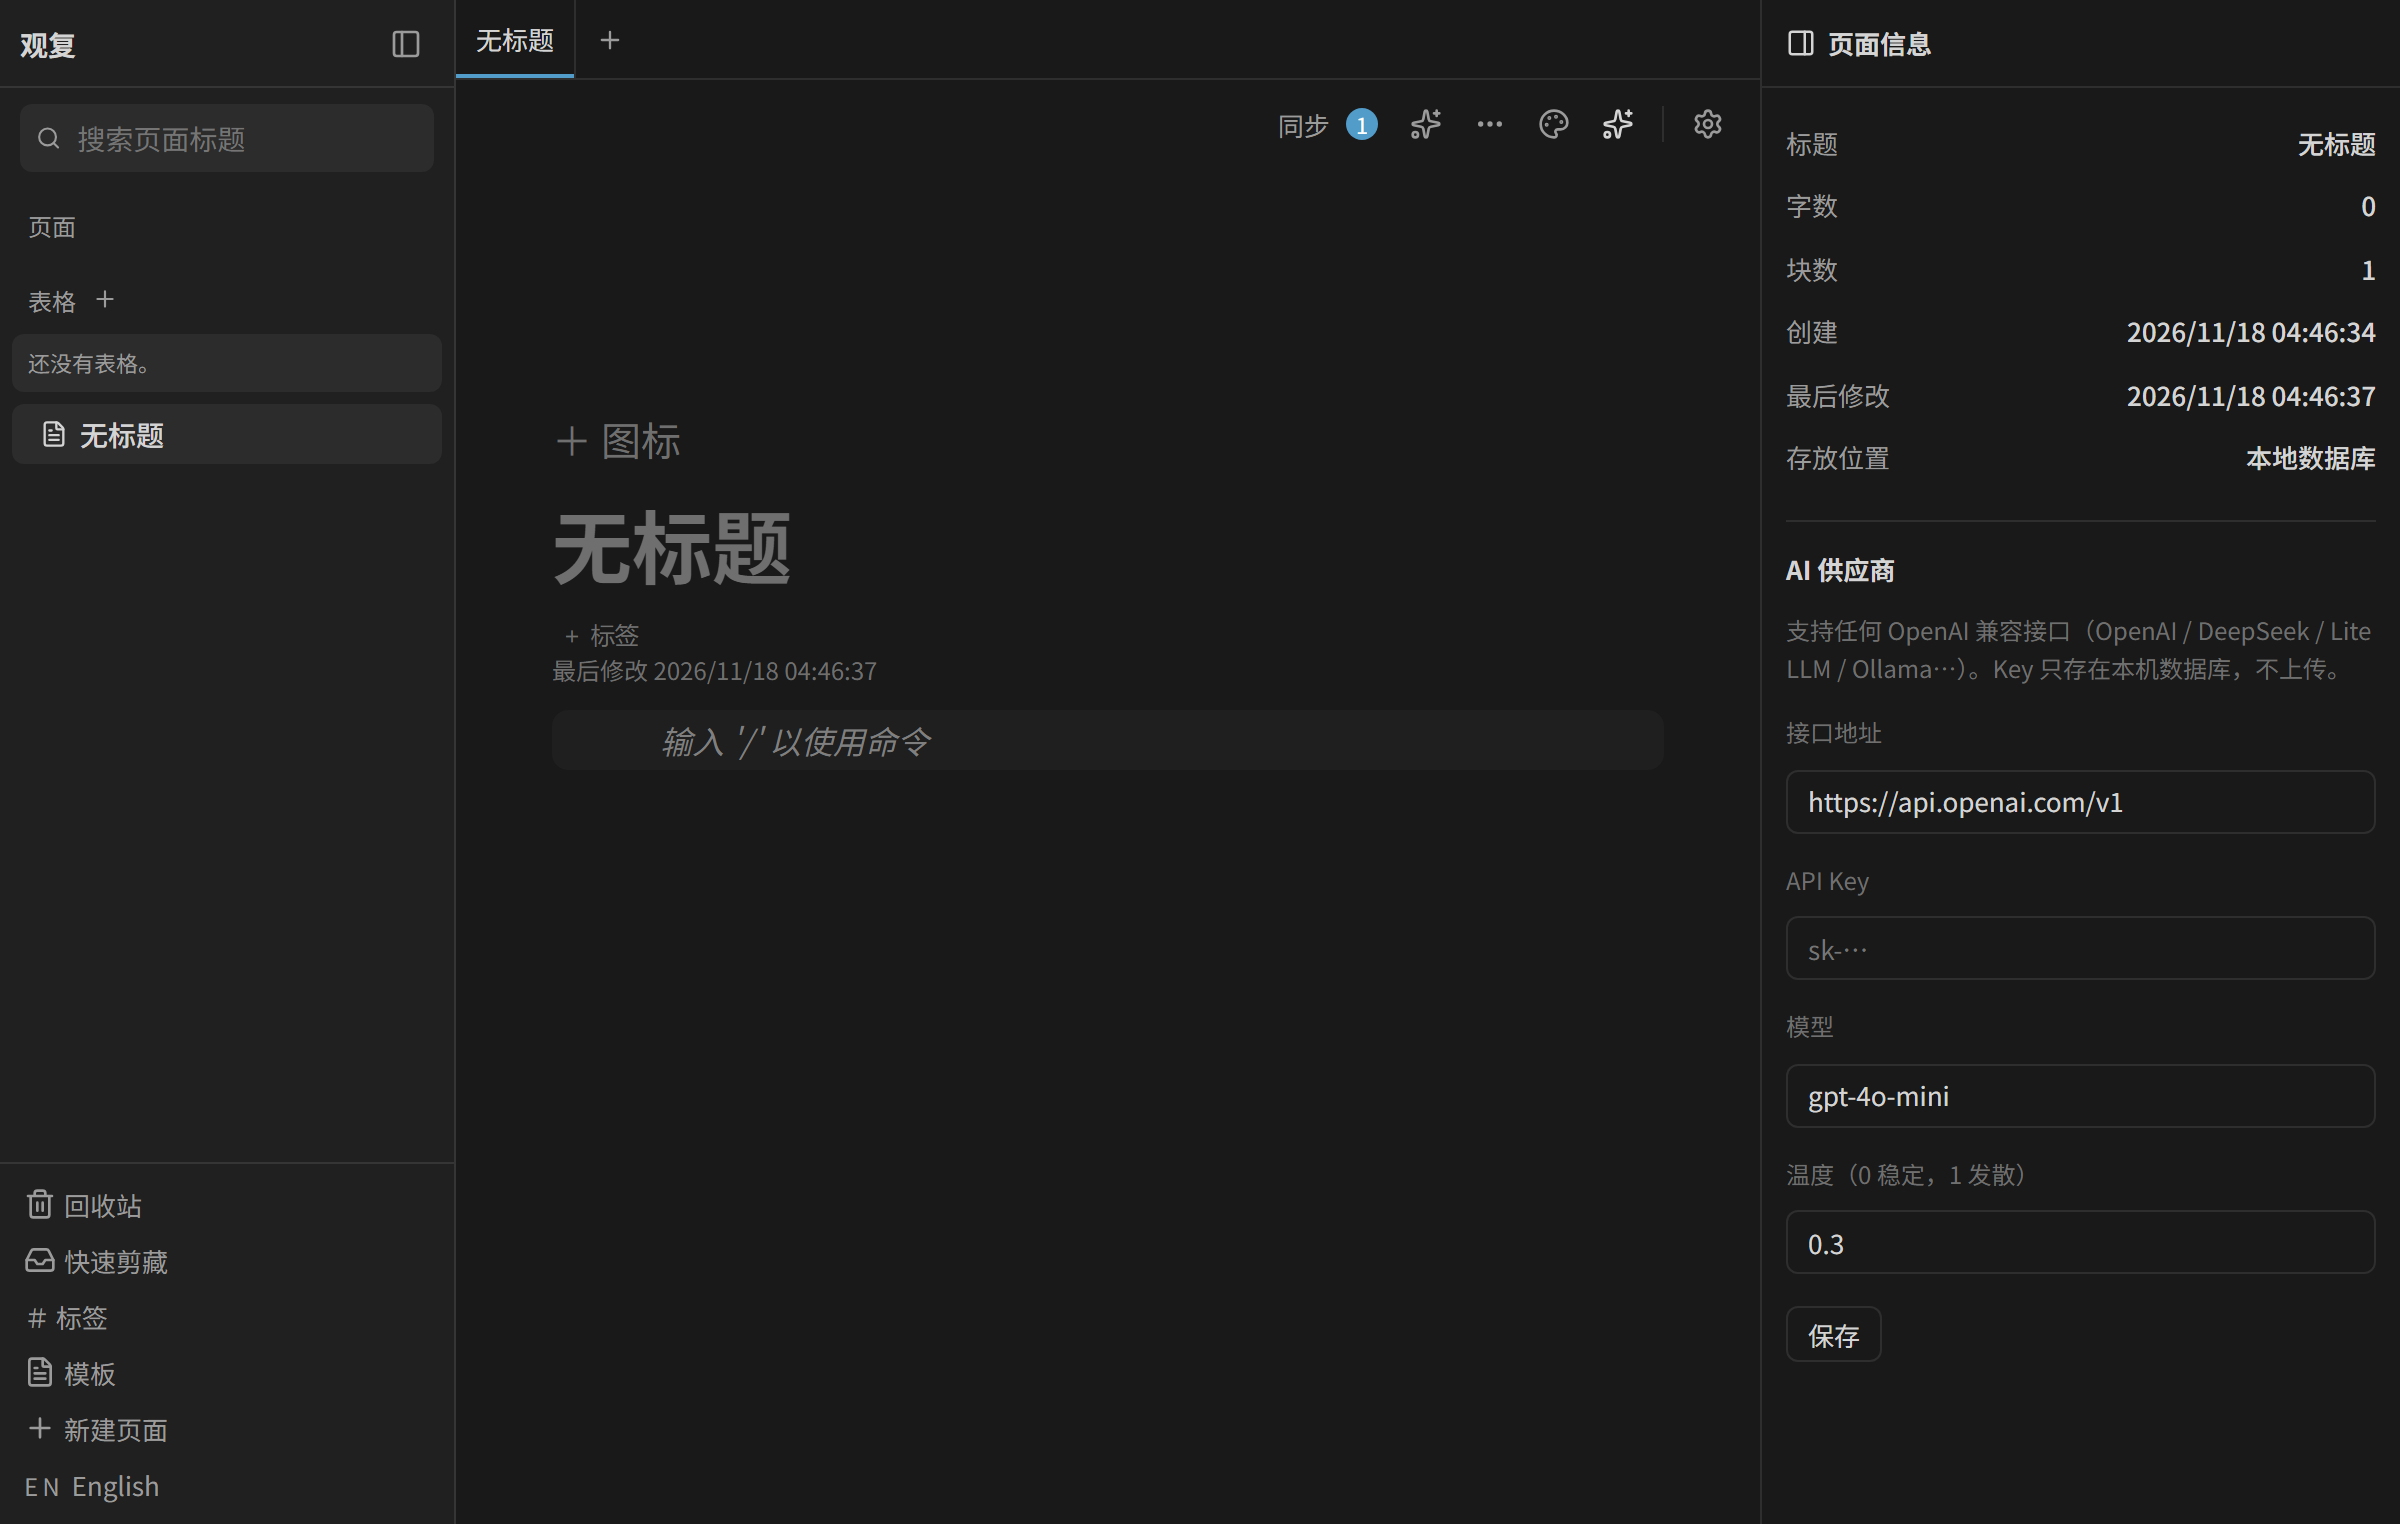 观复
搜索页面标题
页面
表格 +
还没有表格。
无标题
回收站
快速剪藏
# 标签
模板
+ 新建页面
EN English
无标题 +
同步 1
+ 图标
无标题
+ 标签
最后修改 2026/11/18 04:46:37
输入 '/' 以使用命令
页面信息
标题 无标题
字数 0
块数 1
创建 2026/11/18 04:46:34
最后修改 2026/11/18 04:46:37
存放位置 本地数据库
AI 供应商
支持任何 OpenAI 兼容接口（OpenAI / DeepSeek / Lite
LLM / Ollama…）。Key 只存在本机数据库，不上传。
接口地址
https://api.openai.com/v1
API Key
sk-…
模型
gpt-4o-mini
温度（0 稳定，1 发散）
0.3
保存